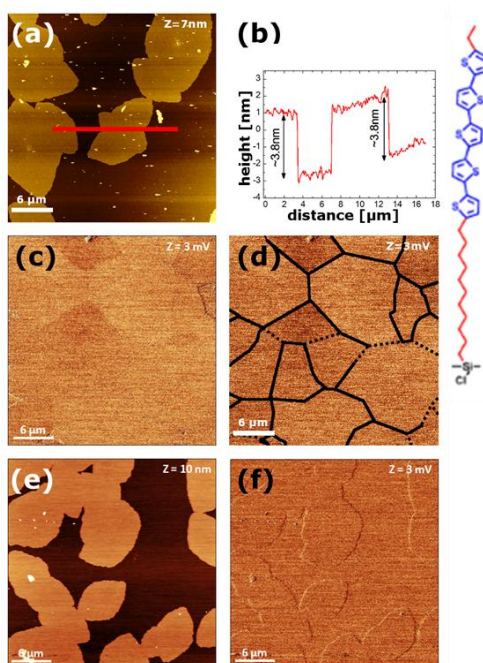 (a)
Z=7nm
6 μm
(b)
height [nm]
3
2
1
0
-1
-2
-3
-4
~3.8nm
~3.8nm
0 2 4 6 8 10 12 14 16
distance [μm]
(c)
Z = 3 mV
6 μm
(d)
Z=3mV
6 μm
(e)
Z = 10 nm
6 μm
(f)
Z = 3 mV
6 μm
S
S
S
S
S
Si
Cl